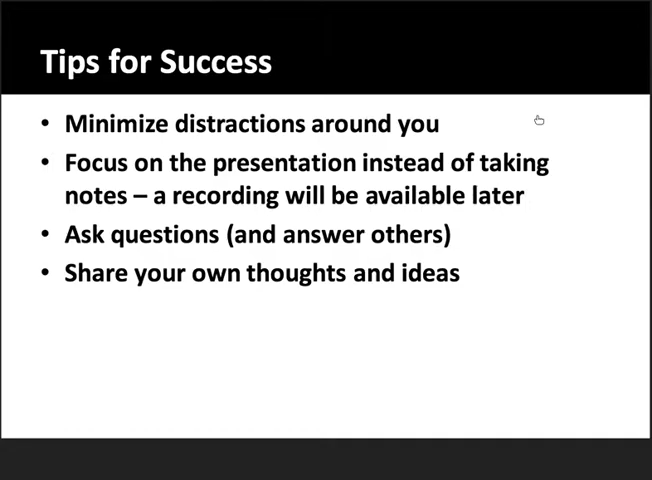 Tips for Success
• Minimize distractions around you
• Focus on the presentation instead of taking
notes – a recording will be available later
• Ask questions (and answer others)
• Share your own thoughts and ideas